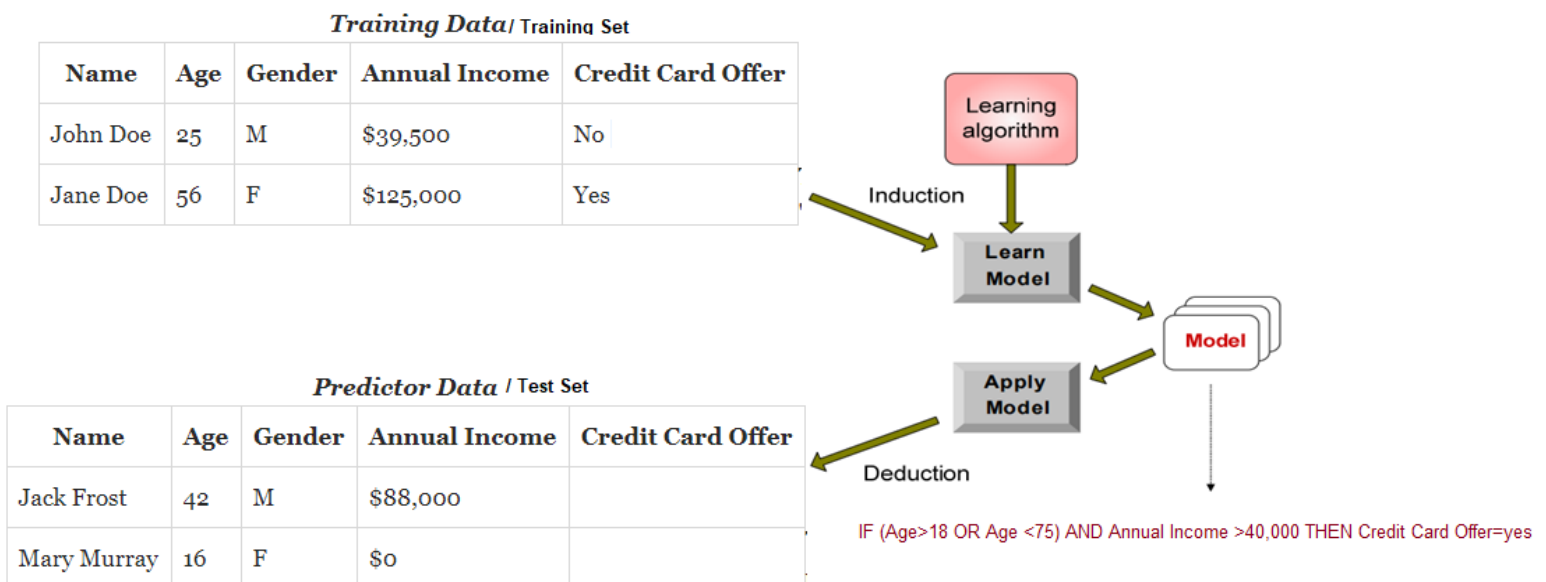 Training Data/ Training Set
Name Age Gender Annual Income Credit Card Offer
John Doe 25 M $39,500 No
Jane Doe 56 F $125,000 Yes
Learning
algorithm
Induction
Learn
Model
Model
Apply
Model
Deduction
Predictor Data / Test Set
Name Age Gender Annual Income Credit Card Offer
Jack Frost 42 M $88,000
Mary Murray 16 F $0
IF (Age>18 OR Age <75) AND Annual Income >40,000 THEN Credit Card Offer=yes